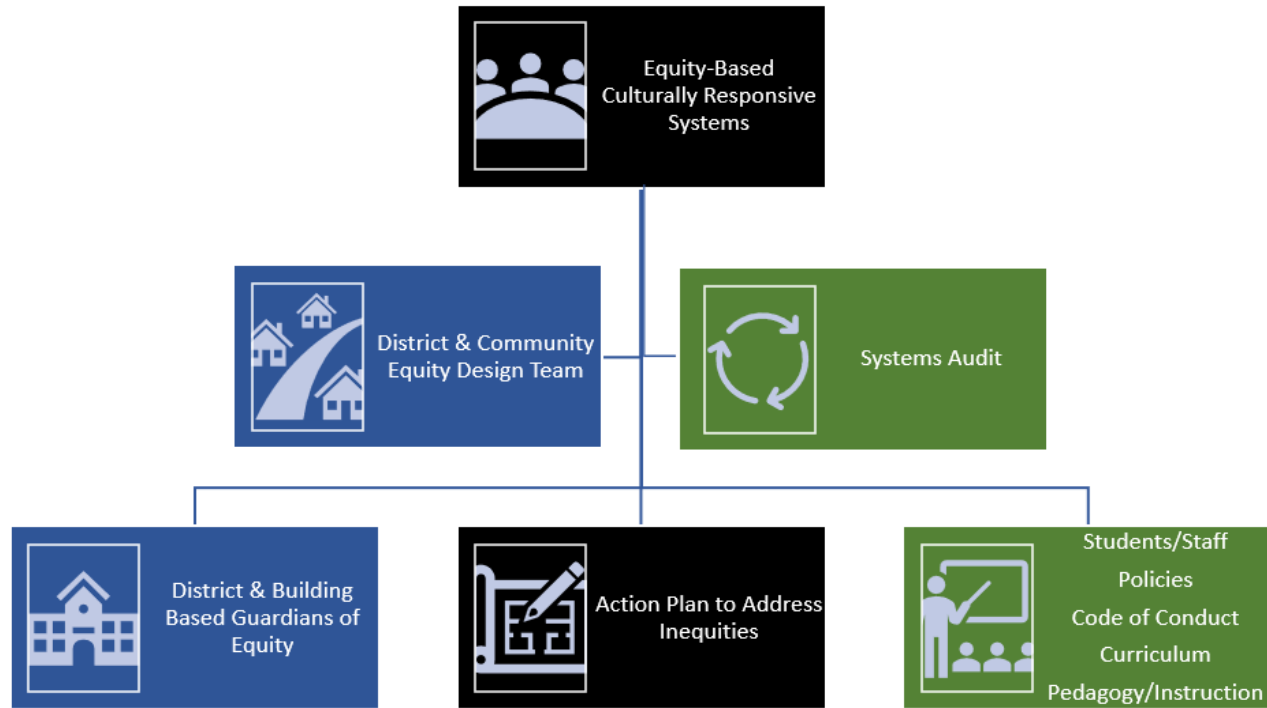 Equity-Based
Culturally Responsive
Systems
District & Community
Equity Design Team
Systems Audit
District & Building
Based Guardians of
Equity
Action Plan to Address
Inequities
Students/Staff
Policies
Code of Conduct
Curriculum
Pedagogy/Instruction